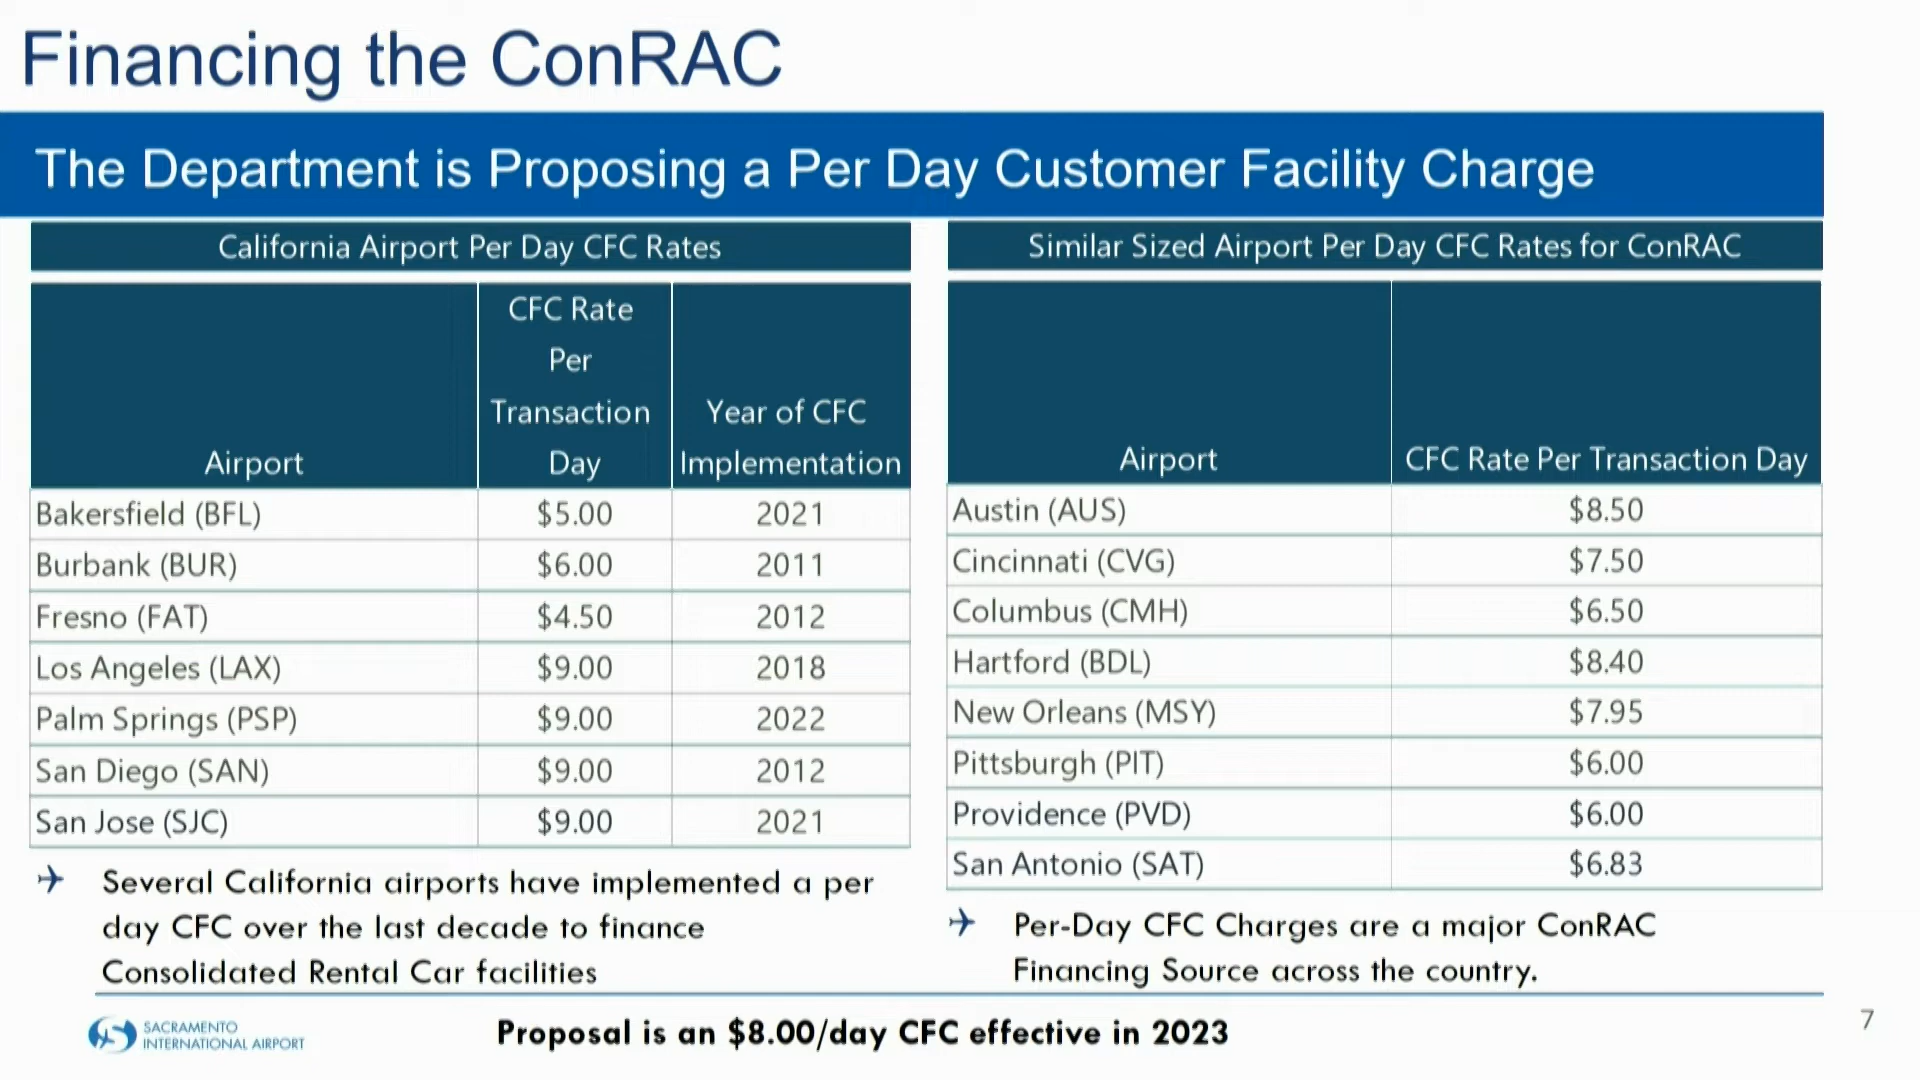 Financing the ConRAC
The Department is Proposing a Per Day Customer Facility Charge
California Airport Per Day CFC Rates
Airport
CFC Rate
Per
Transaction
Day
Year of CFC
Implementation
Bakersfield (BFL) $5.00 2021
Burbank (BUR) $6.00 2011
Fresno (FAT) $4.50 2012
Los Angeles (LAX) $9.00 2018
Palm Springs (PSP) $9.00 2022
San Diego (SAN) $9.00 2012
San Jose (SJC) $9.00 2021
Several California airports have implemented a per
day CFC over the last decade to finance
Consolidated Rental Car facilities
Similar Sized Airport Per Day CFC Rates for ConRAC
Airport CFC Rate Per Transaction Day
Austin (AUS) $8.50
Cincinnati (CVG) $7.50
Columbus (CMH) $6.50
Hartford (BDL) $8.40
New Orleans (MSY) $7.95
Pittsburgh (PIT) $6.00
Providence (PVD) $6.00
San Antonio (SAT) $6.83
Per-Day CFC Charges are a major ConRAC
Financing Source across the country.
SACRAMENTO
INTERNATIONAL AIRPORT
Proposal is an $8.00/day CFC effective in 2023
7